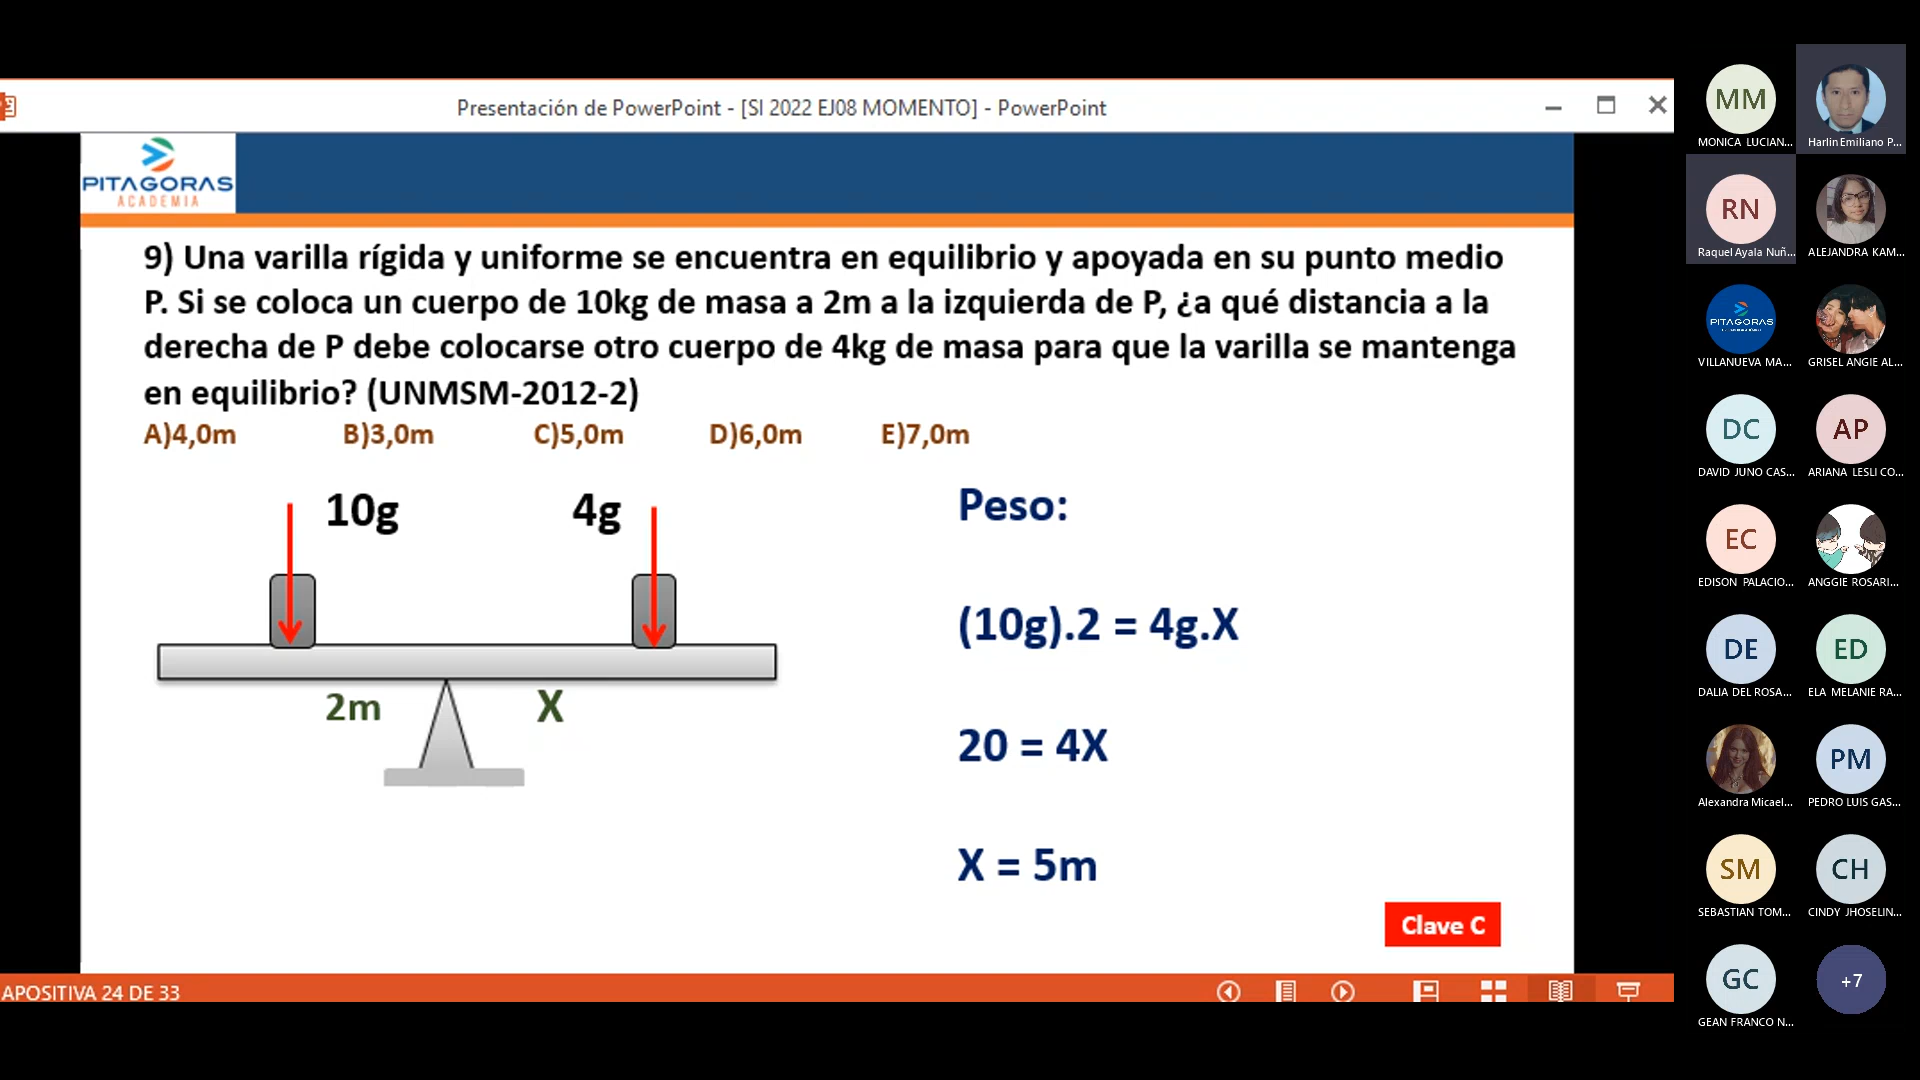 Presentación de PowerPoint - [SI 2022 EJ08 MOMENTO] - PowerPoint
PITAGORAS
ACADEMIA
9) Una varilla rígida y uniforme se encuentra en equilibrio y apoyada en su punto medio
P. Si se coloca un cuerpo de 10kg de masa a 2m a la izquierda de P, ¿a qué distancia a la
derecha de P debe colocarse otro cuerpo de 4kg de masa para que la varilla se mantenga
en equilibrio? (UNMSM-2012-2)
A)4,0m B)3,0m C)5,0m D)6,0m E)7,0m
10g 4g
2m X
Peso:
(10g).2 = 4g.X
20 = 4X
X = 5m
Clave C
APOSITIVA 24 DE 33
MM
MONICA LUCIAN...
Harlin Emiliano P...
RN
Raquel Ayala Nuñ...
ALEJANDRA KAM...
PITAGORAS
VILLANUEVA MA...
GRISEL ANGIE AL...
DC
DAVID JUNO CAS...
AP
ARIANA LESLI CO...
EC
EDISON PALACIO...
ANGGIE ROSARI...
DE
DALIA DEL ROSA...
ED
ELA MELANIE RA...
Alexandra Micael...
PM
PEDRO LUIS GAS...
SM
SEBASTIAN TOM...
CH
CINDY JHOSELIN...
GC
GEAN FRANCO N...
+7